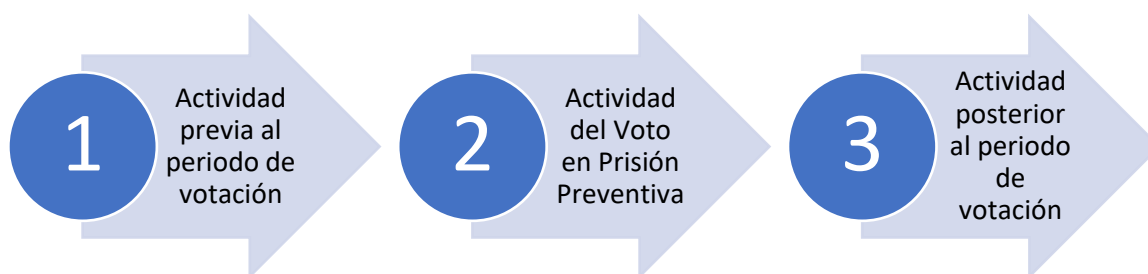 1
Actividad
previa al
periodo de
votación
2
Actividad
del Voto
en Prisión
Preventiva
3
Actividad
posterior
al periodo
de
votación